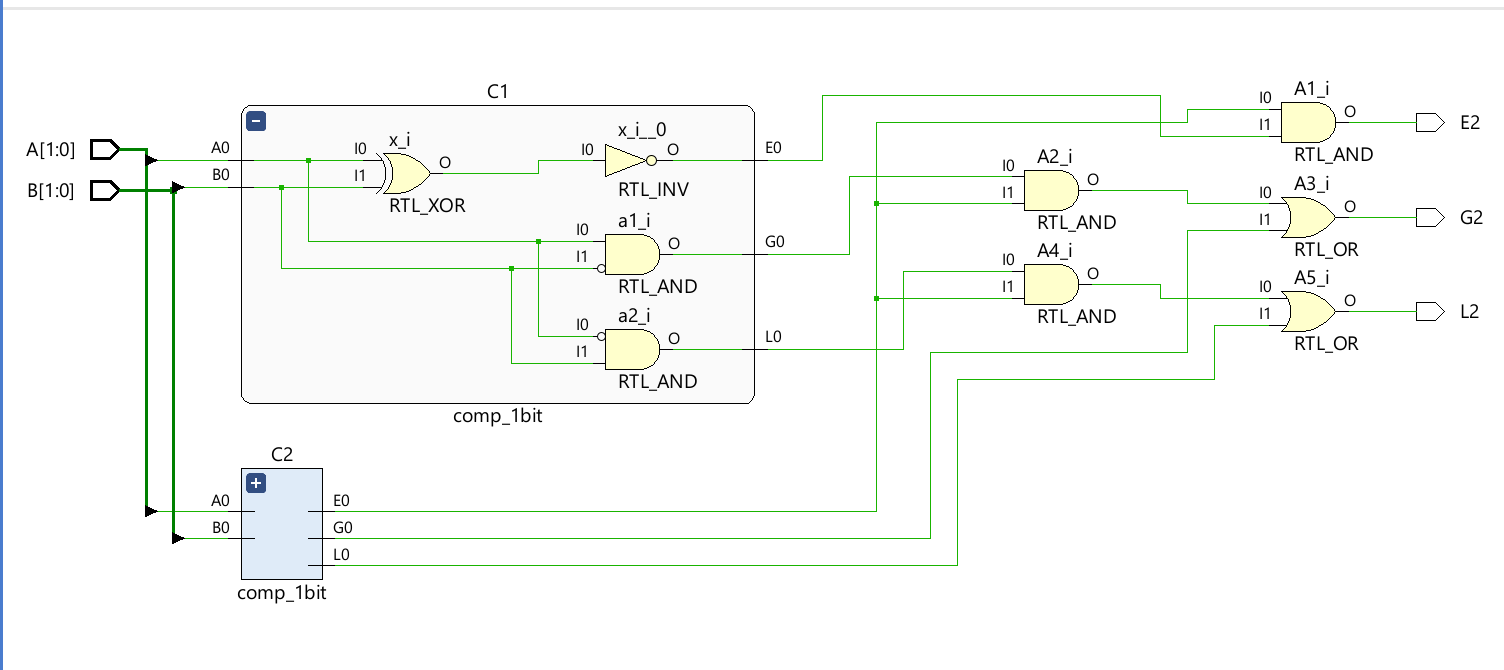 C1
A[1:0]
B[1:0]
A0
B0
I0
I1
x_i
O
RTL_XOR
I0
x_i__0
O
RTL_INV
E0
I0
I1
a1_i
O
RTL_AND
G0
I0
I1
a2_i
O
RTL_AND
L0
comp_1bit
I0
I1
A2_i
O
RTL_AND
I0
I1
A4_i
O
RTL_AND
I0
I1
A1_i
O
RTL_AND
E2
I0
I1
A3_i
O
RTL_OR
G2
I0
I1
A5_i
O
RTL_OR
L2
C2
A0
B0
E0
G0
L0
comp_1bit